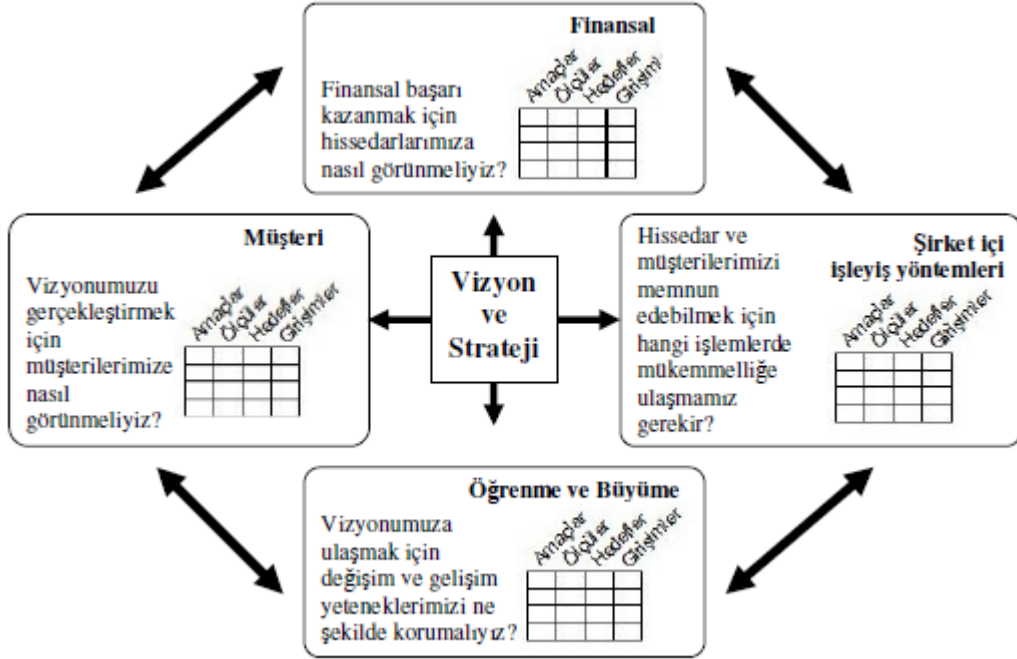 Finansal
Finansal başarı
kazanmak için
hissedarlarımıza
nasıl görünmeliyiz?
Amaçlar
Ölçüler
Hedefler
Girişimler
Müşteri
Vizyonumuzu
gerçekleştirmek
için
müşterilerimize
nasıl
görünmeliyiz?
Amaçlar
Ölçüler
Hedefler
Girişimler
Vizyon
ve
Strateji
Şirket içi
işleyiş yöntemleri
Hissedar ve
müşterilerimizi
memnun
edebilmek için
hangi işlemlerde
mükemmelliğe
ulaşmamız
gerekir?
Amaçlar
Ölçüler
Hedefler
Girişimler
Öğrenme ve Büyüme
Vizyonumuza
ulaşmak için
değişim ve gelişim
yeteneklerimizi ne
şekilde korumalıyız?
Amaçlar
Ölçüler
Hedefler
Girişimler